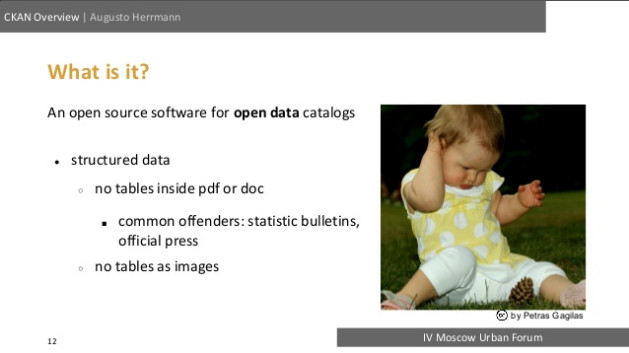 CKAN Overview | Augusto Herrmann
What is it?
An open source software for open data catalogs
• structured data
○ no tables inside pdf or doc
■ common offenders: statistic bulletins,
official press
○ no tables as images
cc by Petras Gagilas
12
IV Moscow Urban Forum